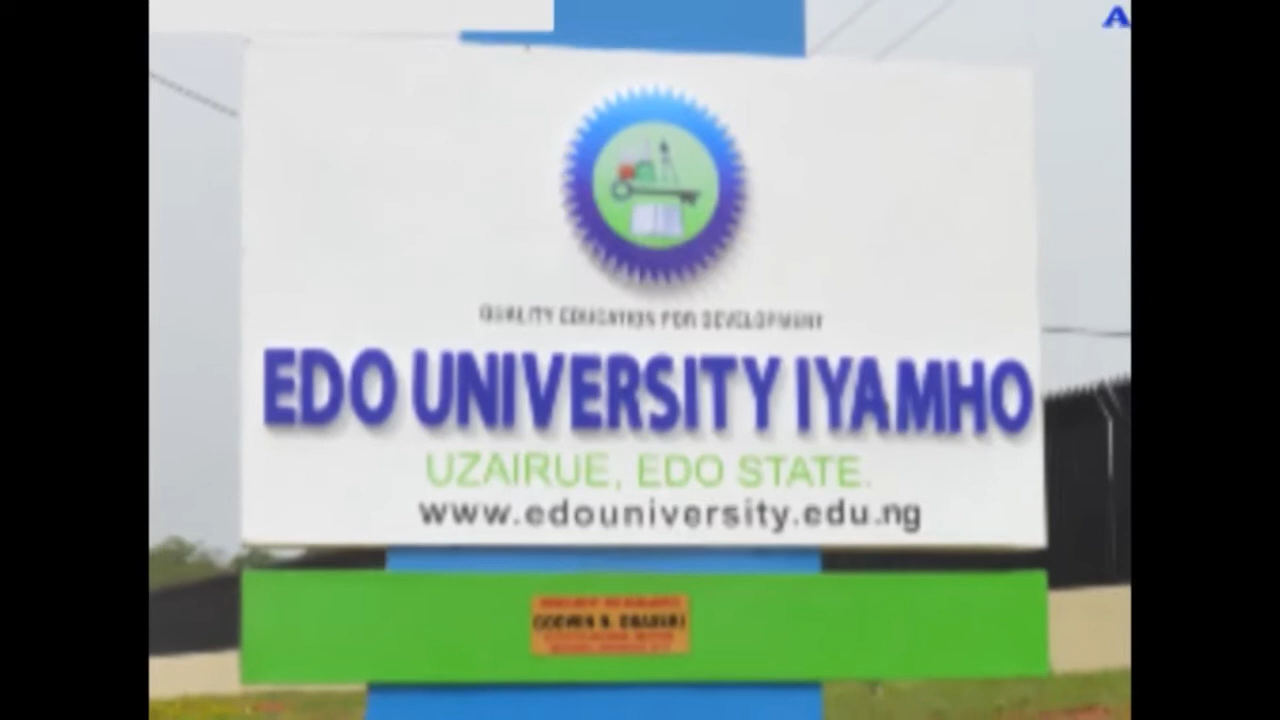 A
QUALITY EDUCATION FOR DEVELOPMENT
EDO UNIVERSITY IYAMHO
UZAIRUE, EDO STATE.
www.edouniversity.edu.ng